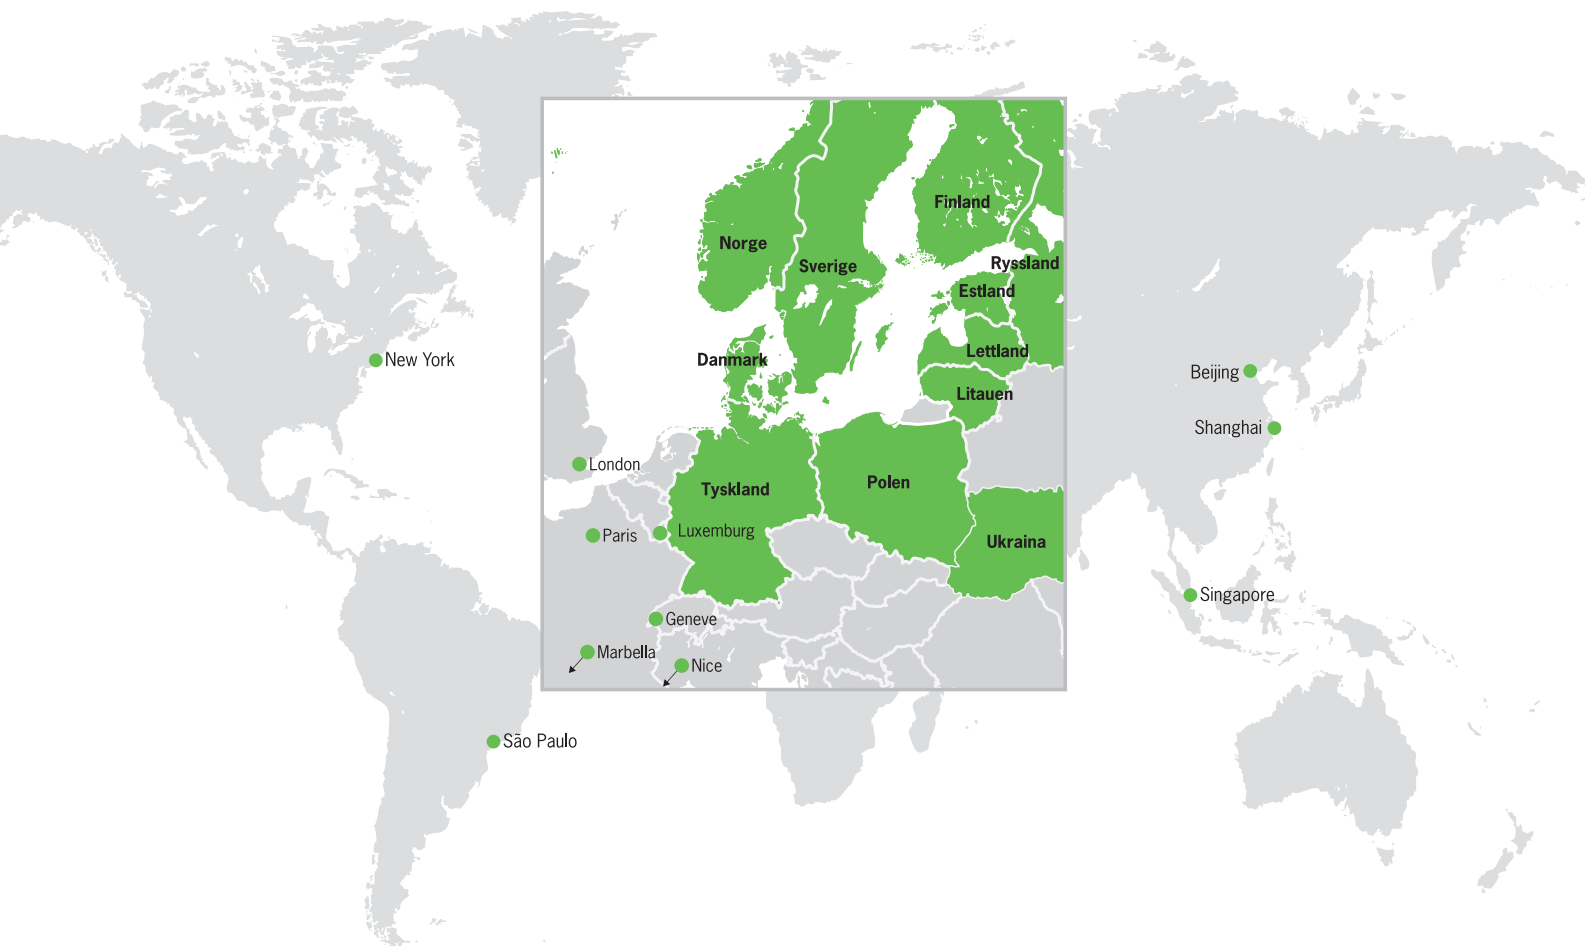 Finland
Norge
Sverige
Ryssland
Estland
Lettland
Danmark
New York
Beijing
Litauen
Shanghai
London
Polen
Tyskland
Luxemburg
Paris
Ukraina
Singapore
Geneve
Marbella
Nice
São Paulo